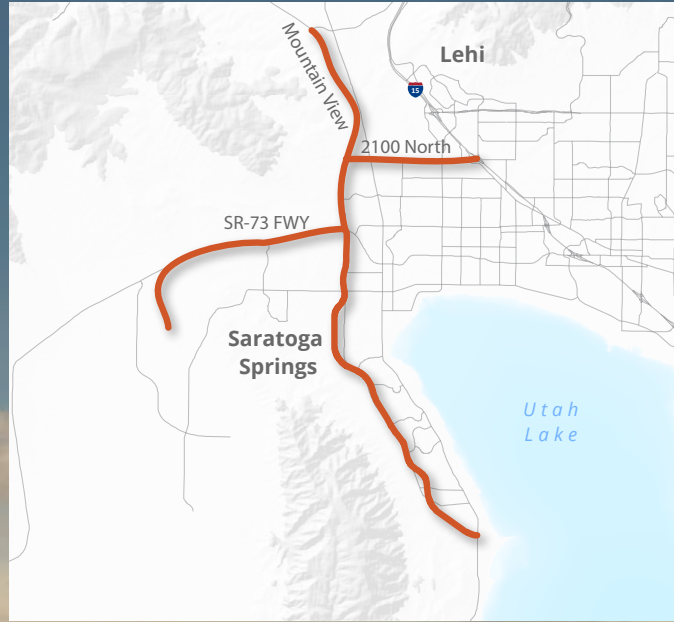 Lehi
Mountain View
15
2100 North
SR-73 FWY
Saratoga
Springs
Utah
Lake